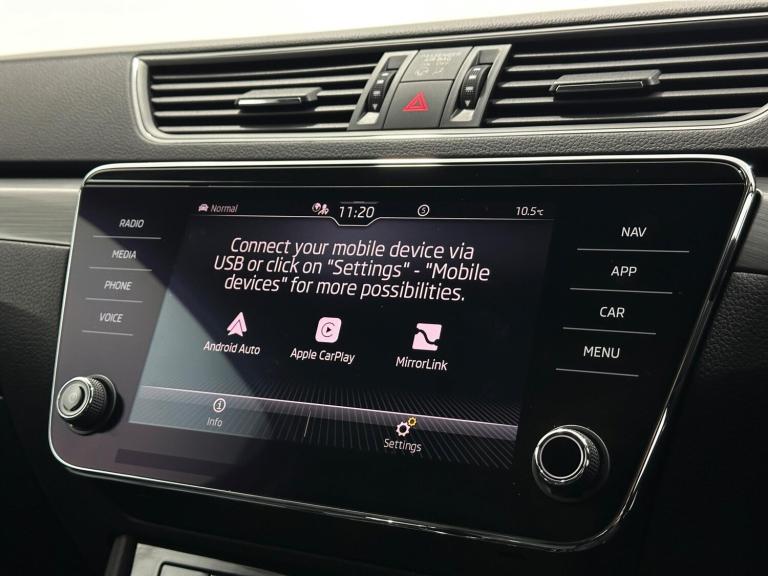 Normal 11:20 S 10.5°c
Connect your mobile device via
USB or click on "Settings" - "Mobile
devices" for more possibilities.
Android Auto Apple CarPlay MirrorLink
Info Settings
RADIO
MEDIA
PHONE
VOICE
NAV
APP
CAR
MENU